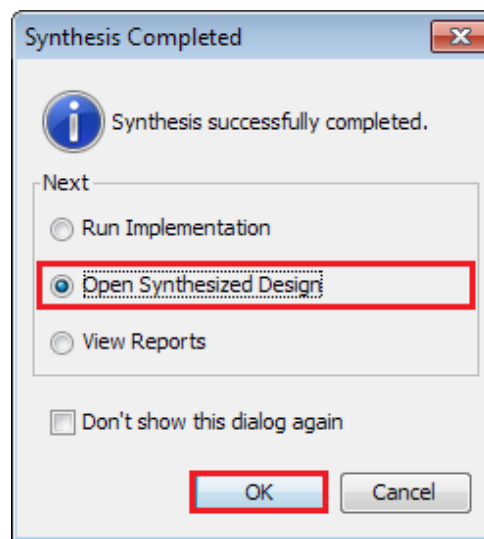 Synthesis Completed
Synthesis successfully completed.
Next
Run Implementation
Open Synthesized Design
View Reports
Don't show this dialog again
OK
Cancel